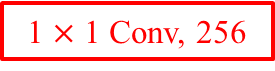 1 × 1 Conv, 256